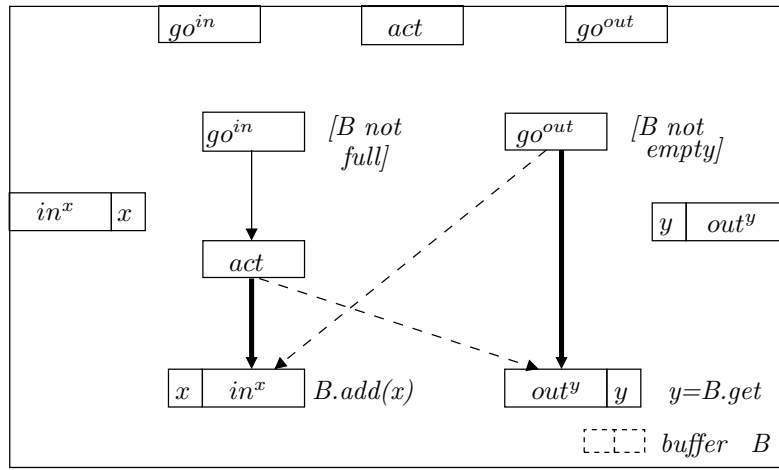 go^in act go^out
go^in [B not full] go^out [B not empty]
in^x x y out^y
act
x in^x B.add(x) out^y y y=B.get
buffer B